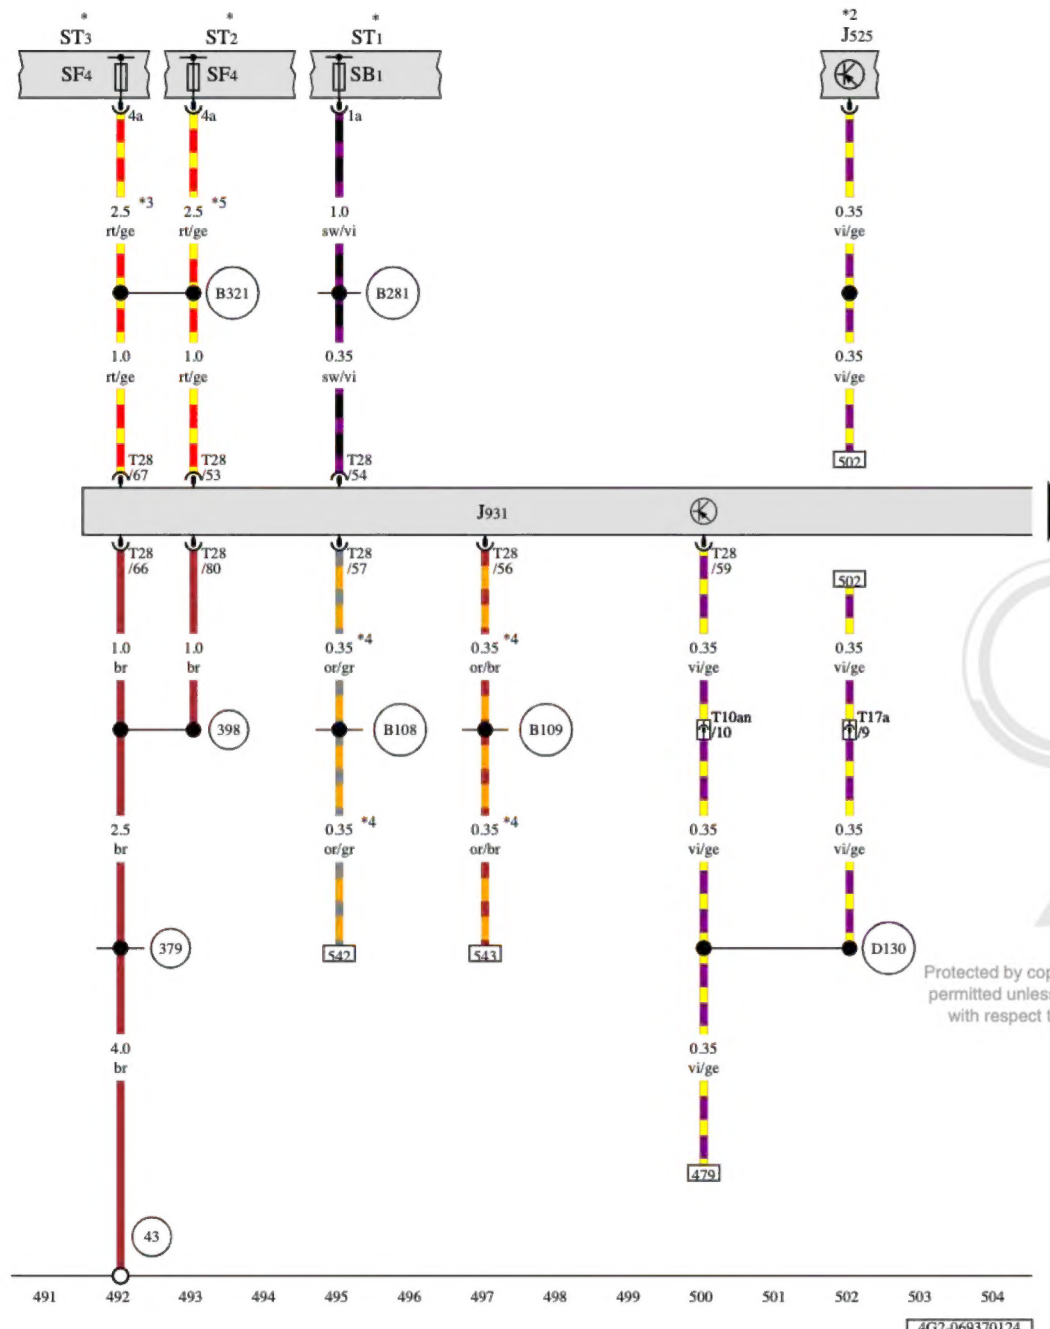 * * * *2
ST3 ST2 ST1 J525
SF4 SF4 SB1
4a 4a 1a
2.5 *3 2.5 *5 1.0 0.35
rt/ge rt/ge sw/vi vi/ge
B321 B281
1.0 1.0 0.35 0.35
rt/ge rt/ge sw/vi vi/ge
T28 T28 T28 502
/67 /53 /54
J931
T28 T28 T28 T28 T28
/66 /80 /57 /56 /59
502
1.0 1.0 0.35 *4 0.35 *4 0.35 0.35
br br or/gr or/br vi/ge vi/ge
398 B108 B109 T10an T17a
/10 /9
2.5 0.35 *4 0.35 *4 0.35 0.35
br or/gr or/br vi/ge vi/ge
379 542 543 D130
Protected by cop
permitted unless
with respect t
4.0 0.35
br vi/ge
479
43
491 492 493 494 495 496 497 498 499 500 501 502 503 504
4G2-069370124